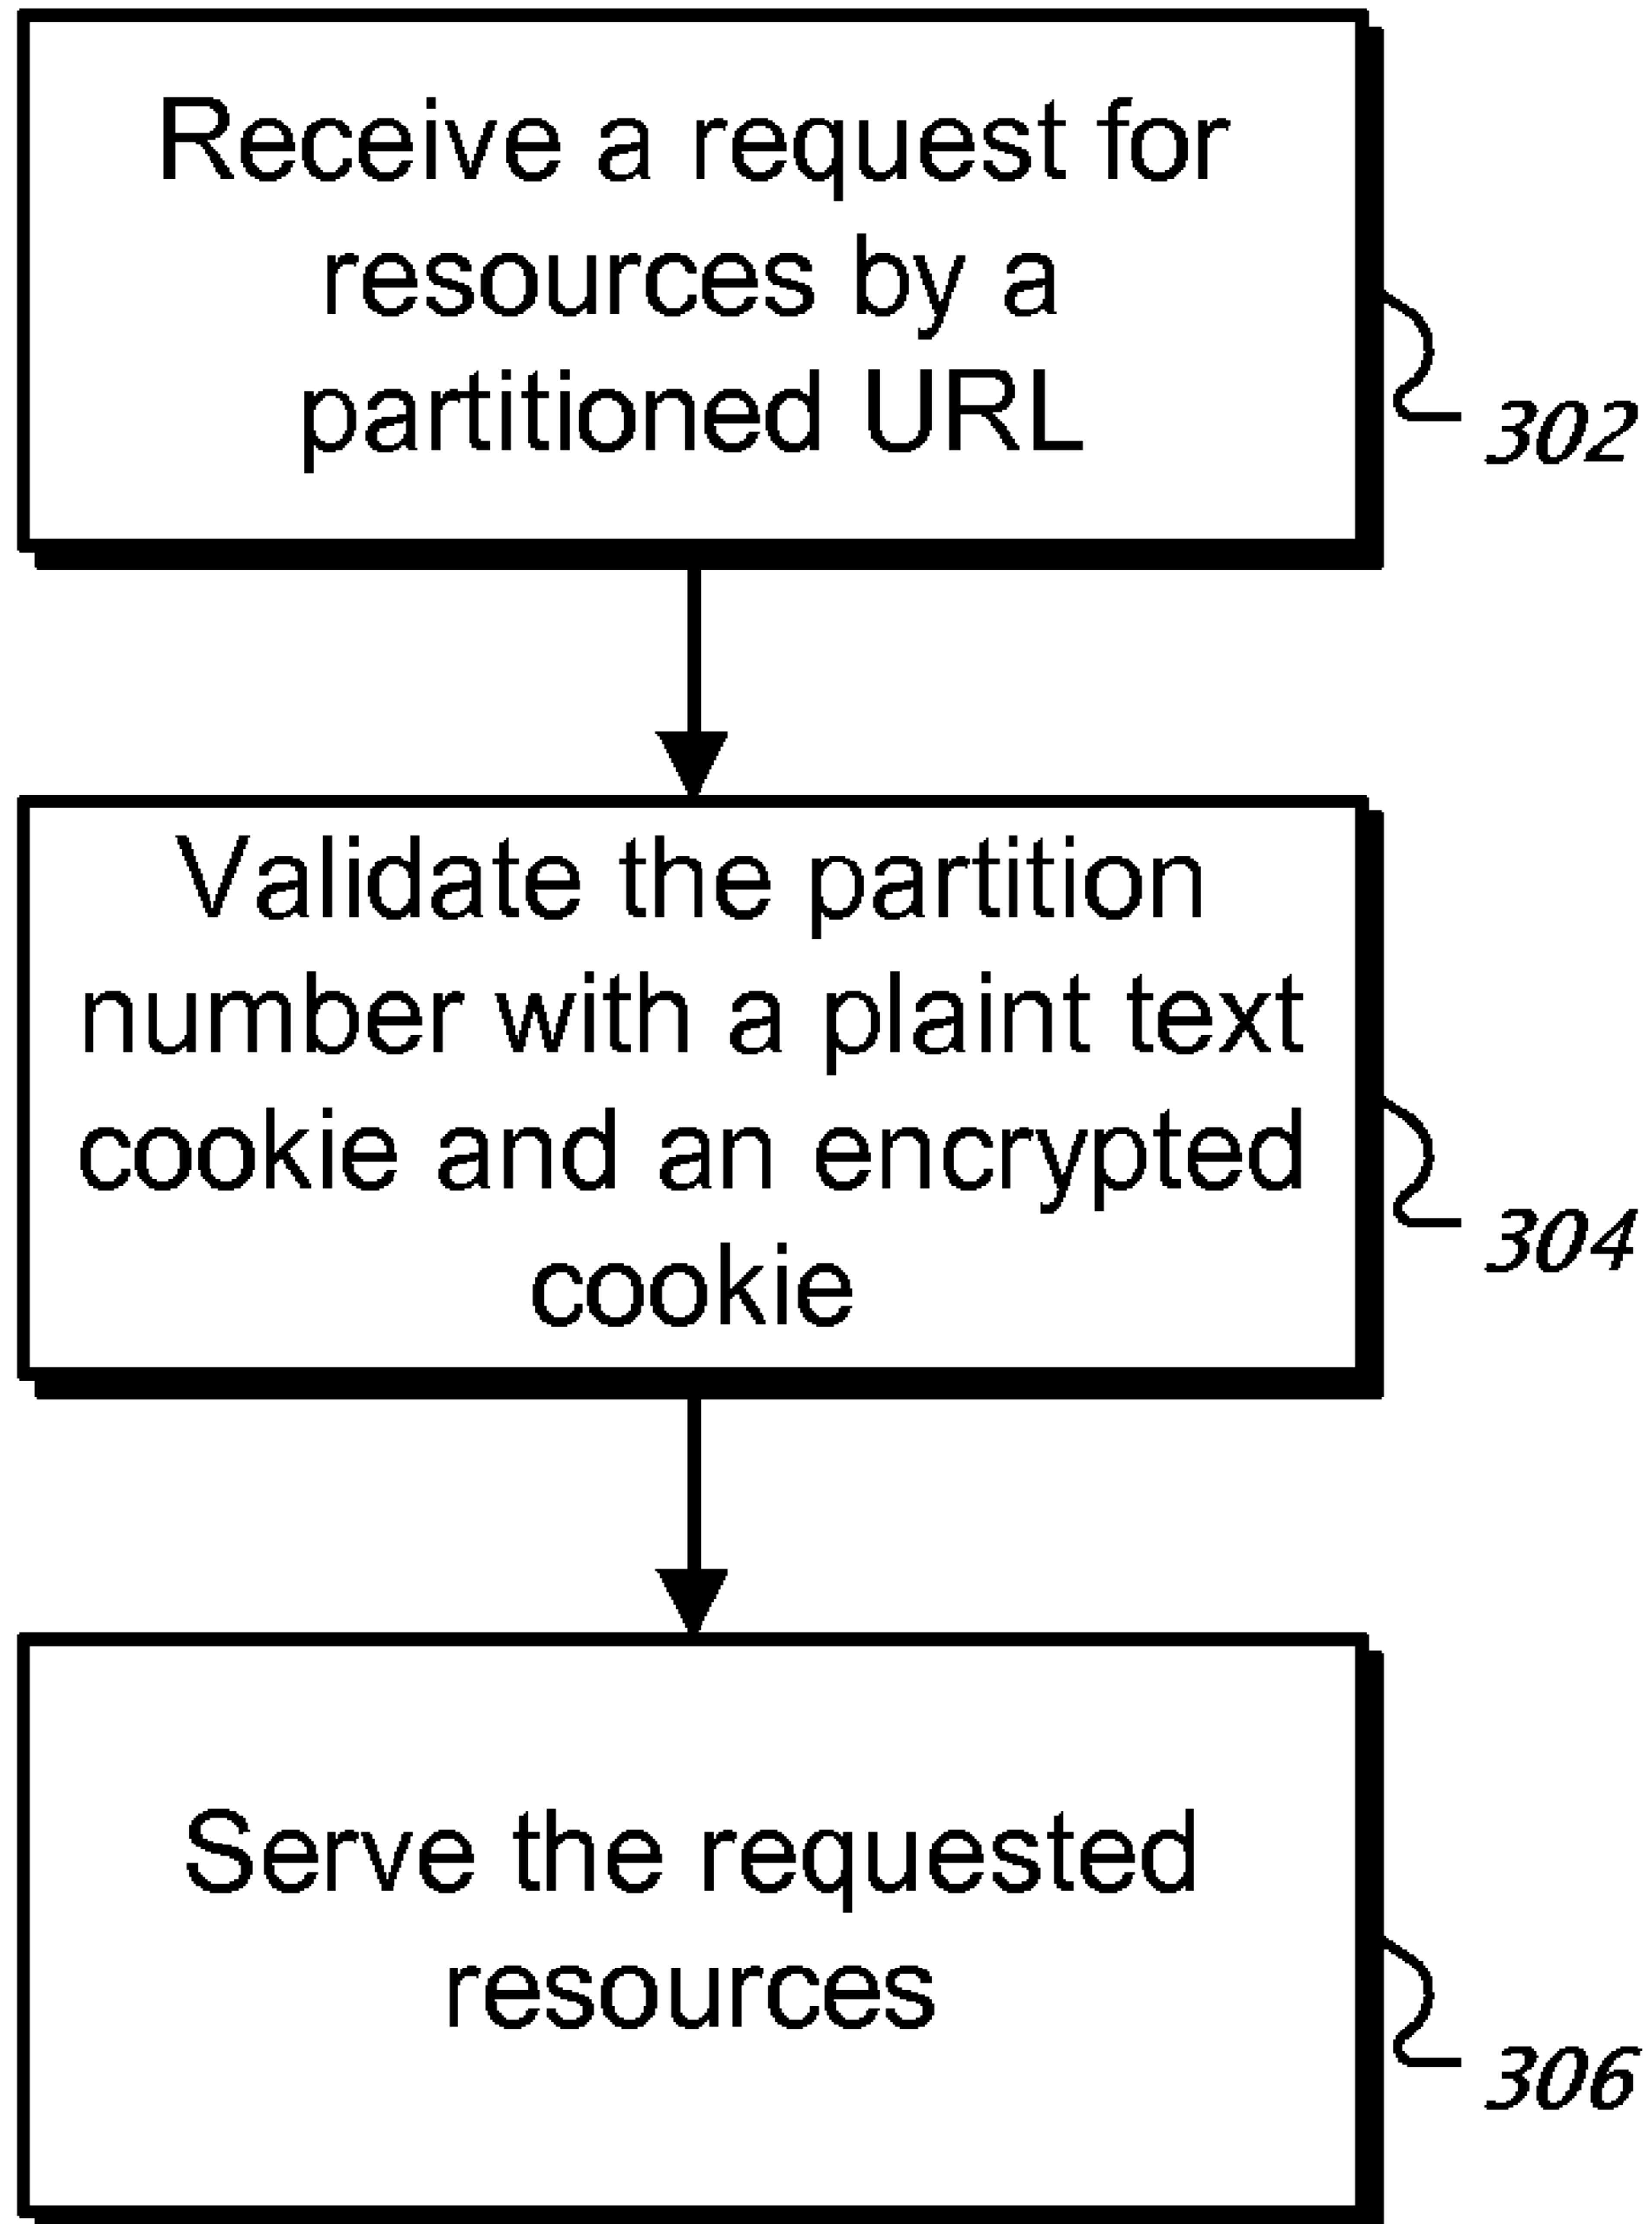 Receive a request for
resources by a
partitioned URL
302
Validate the partition
number with a plaint text
cookie and an encrypted
cookie
304
Serve the requested
resources
306